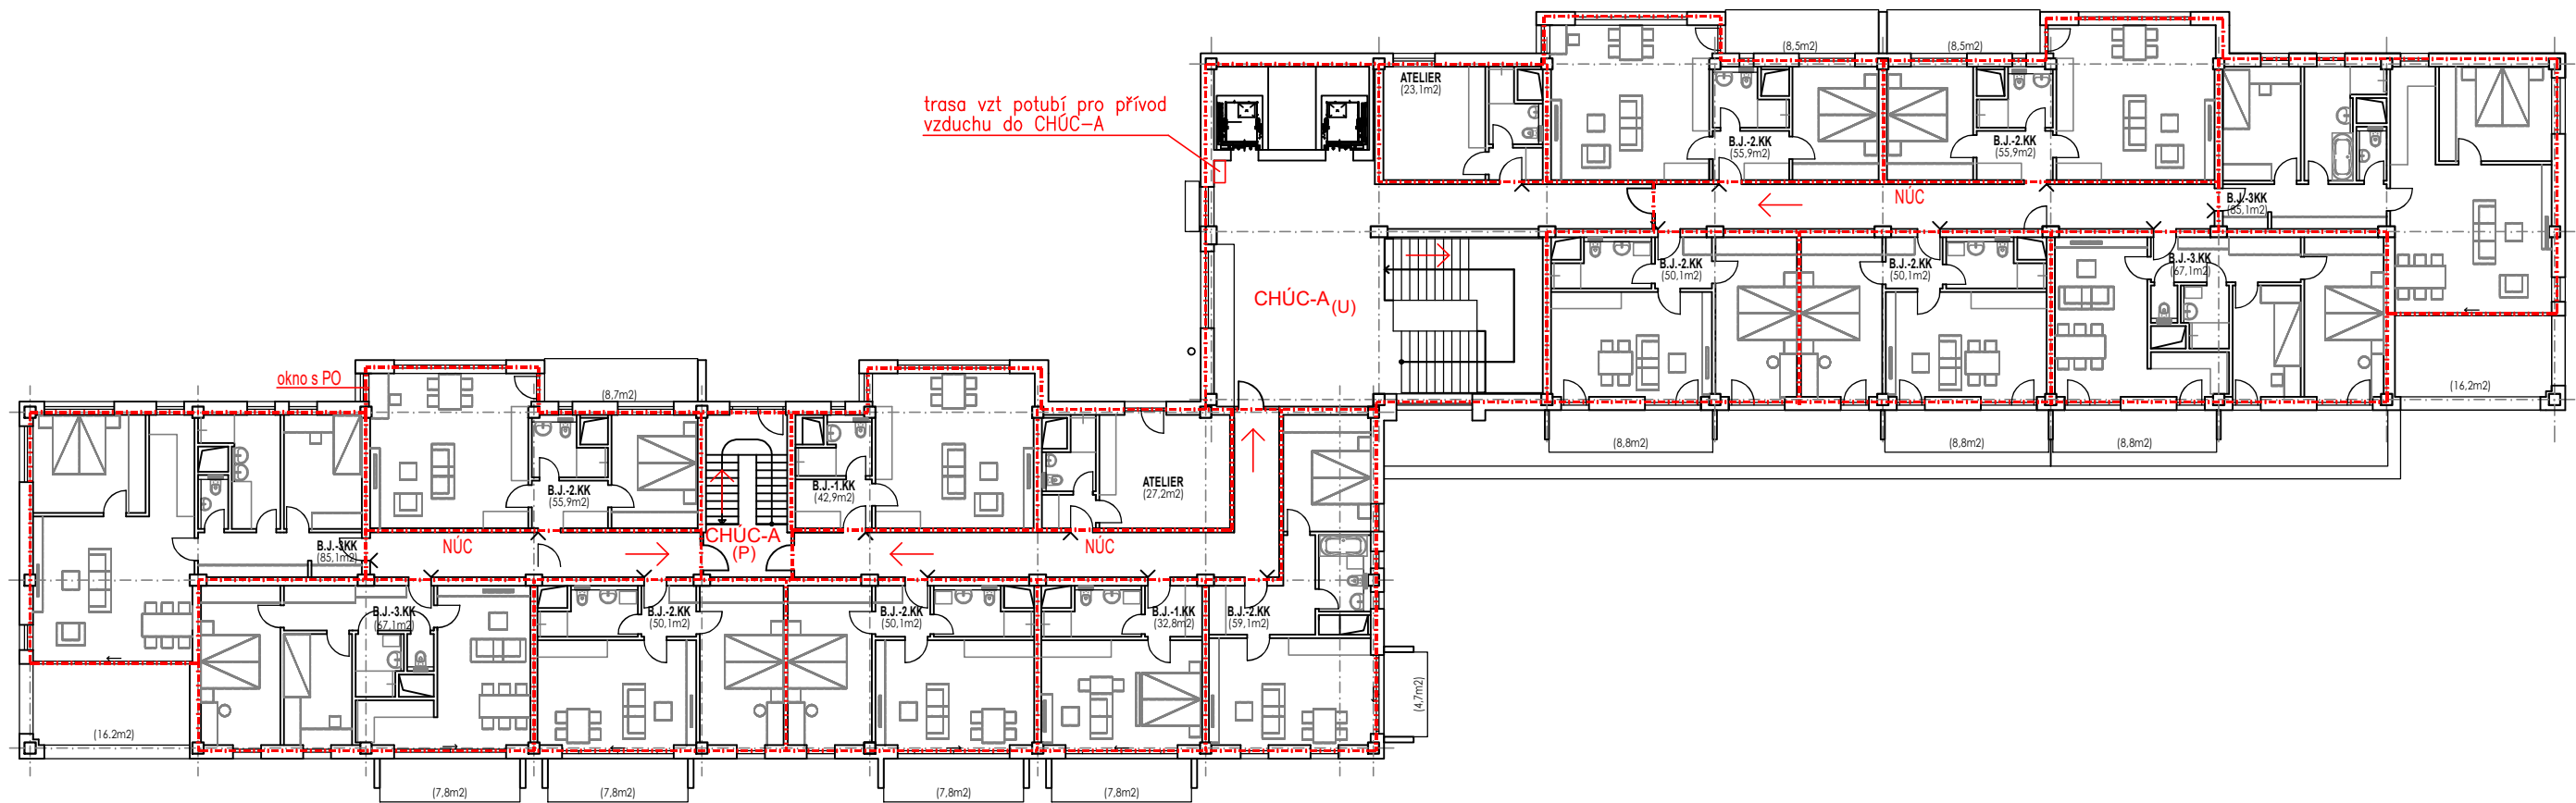 (8,5m2)
(8,5m2)
ATELIER
(23,1m2)
trasa vzt potubí pro přívod
vzduchu do CHÚC-A
B.J.-2.KK
(55,9m2)
B.J.-2.KK
(55,9m2)
NÚC
B.J.-3KK
(85,1m2)
B.J.-2.KK
(50,1m2)
B.J.-2.KK
(50,1m2)
B.J.-3.KK
(67,1m2)
CHÚC-A(U)
(16,2m2)
(8,8m2)
(8,8m2)
(8,8m2)
okno s PO
(8,7m2)
B.J.-2.KK
(55,9m2)
B.J.-1.KK
(42,9m2)
ATELIER
(27,2m2)
CHÚC-A
(P)
B.J.-3KK
(85,1m2)
NÚC
NÚC
B.J.-3.KK
(67,1m2)
B.J.-2.KK
(50,1m2)
B.J.-2.KK
(50,1m2)
B.J.-1.KK
(32,8m2)
B.J.-2.KK
(59,1m2)
(4,7m2)
(16.2m2)
(7,8m2)
(7,8m2)
(7,8m2)
(7,8m2)